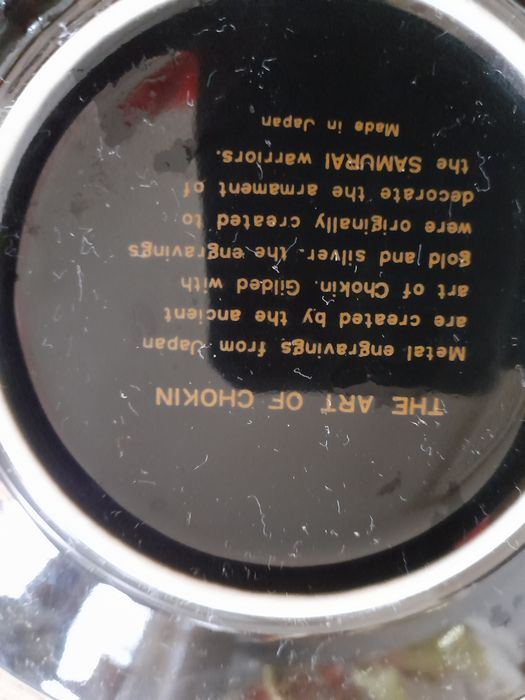 THE ART OF CHOKIN
Metal engravings from Japan
are created by the ancient
art of Chokin. Gilded with
gold and silver. the engravings
were originally created to
decorate the armament of
the SAMURAI warriors.
Made in Japan